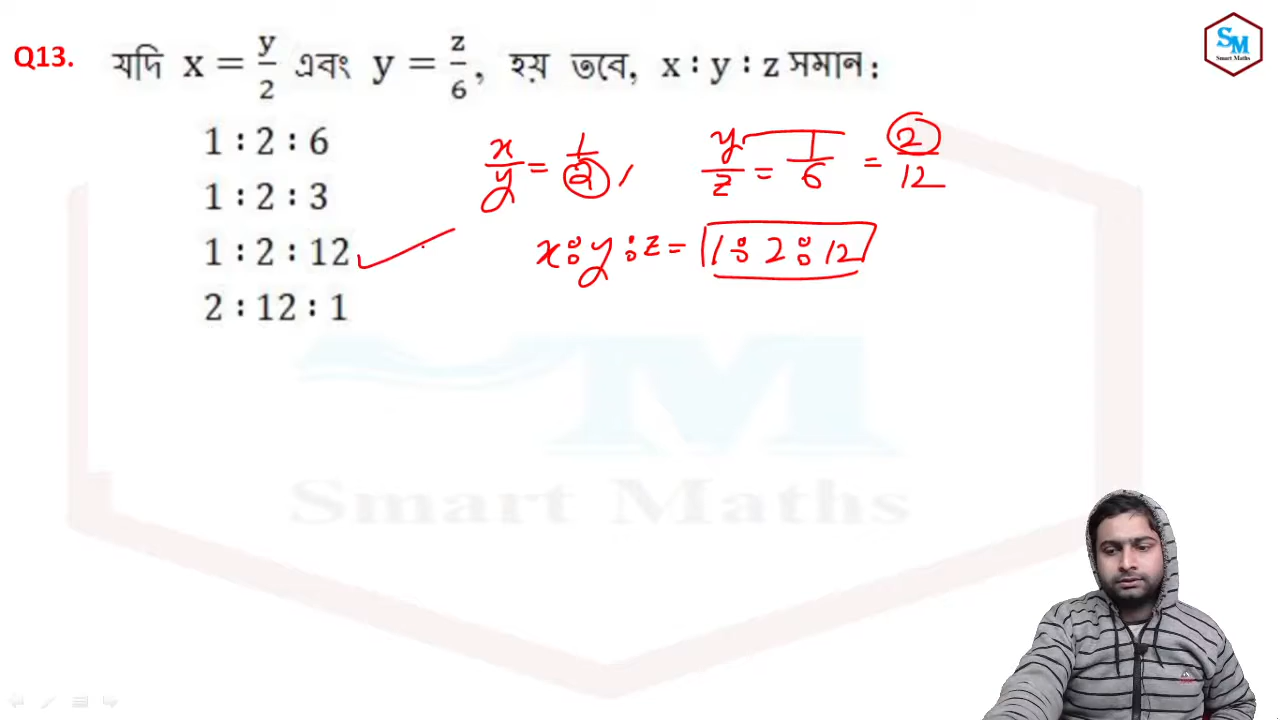 Q13. যদি x = y/2 এবং y = z/6, হয় তবে, x : y : z সমান :
SM
Smart Maths
1 : 2 : 6
1 : 2 : 3
1 : 2 : 12
2 : 12 : 1
x/y = 1/2, y/z = 1/6 = 2/12
x : y : z = 1 : 2 : 12
Smart Maths